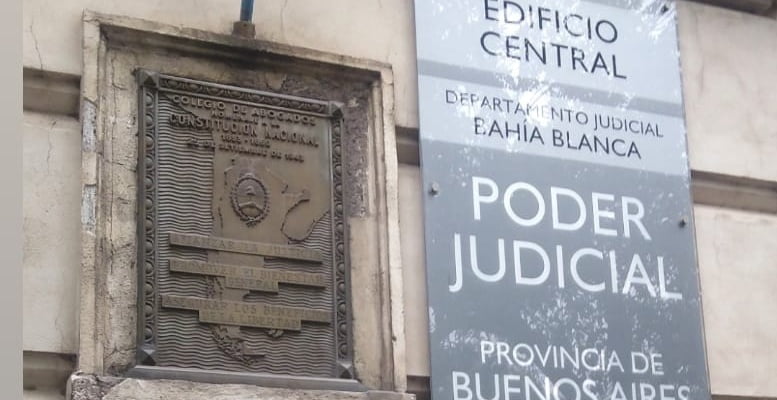 COLEGIO DE ABOGADOS
CONSTITUCION NACIONAL
AFIANZAR LA JUSTICIA
PROMOVER EL BIENESTAR
GENERAL
ASEGURAR LOS BENEFICIOS
DE LA LIBERTAD
EDIFICIO
CENTRAL
DEPARTAMENTO JUDICIAL
BAHÍA BLANCA
PODER
JUDICIAL
PROVINCIA DE
BUENOS AIRES